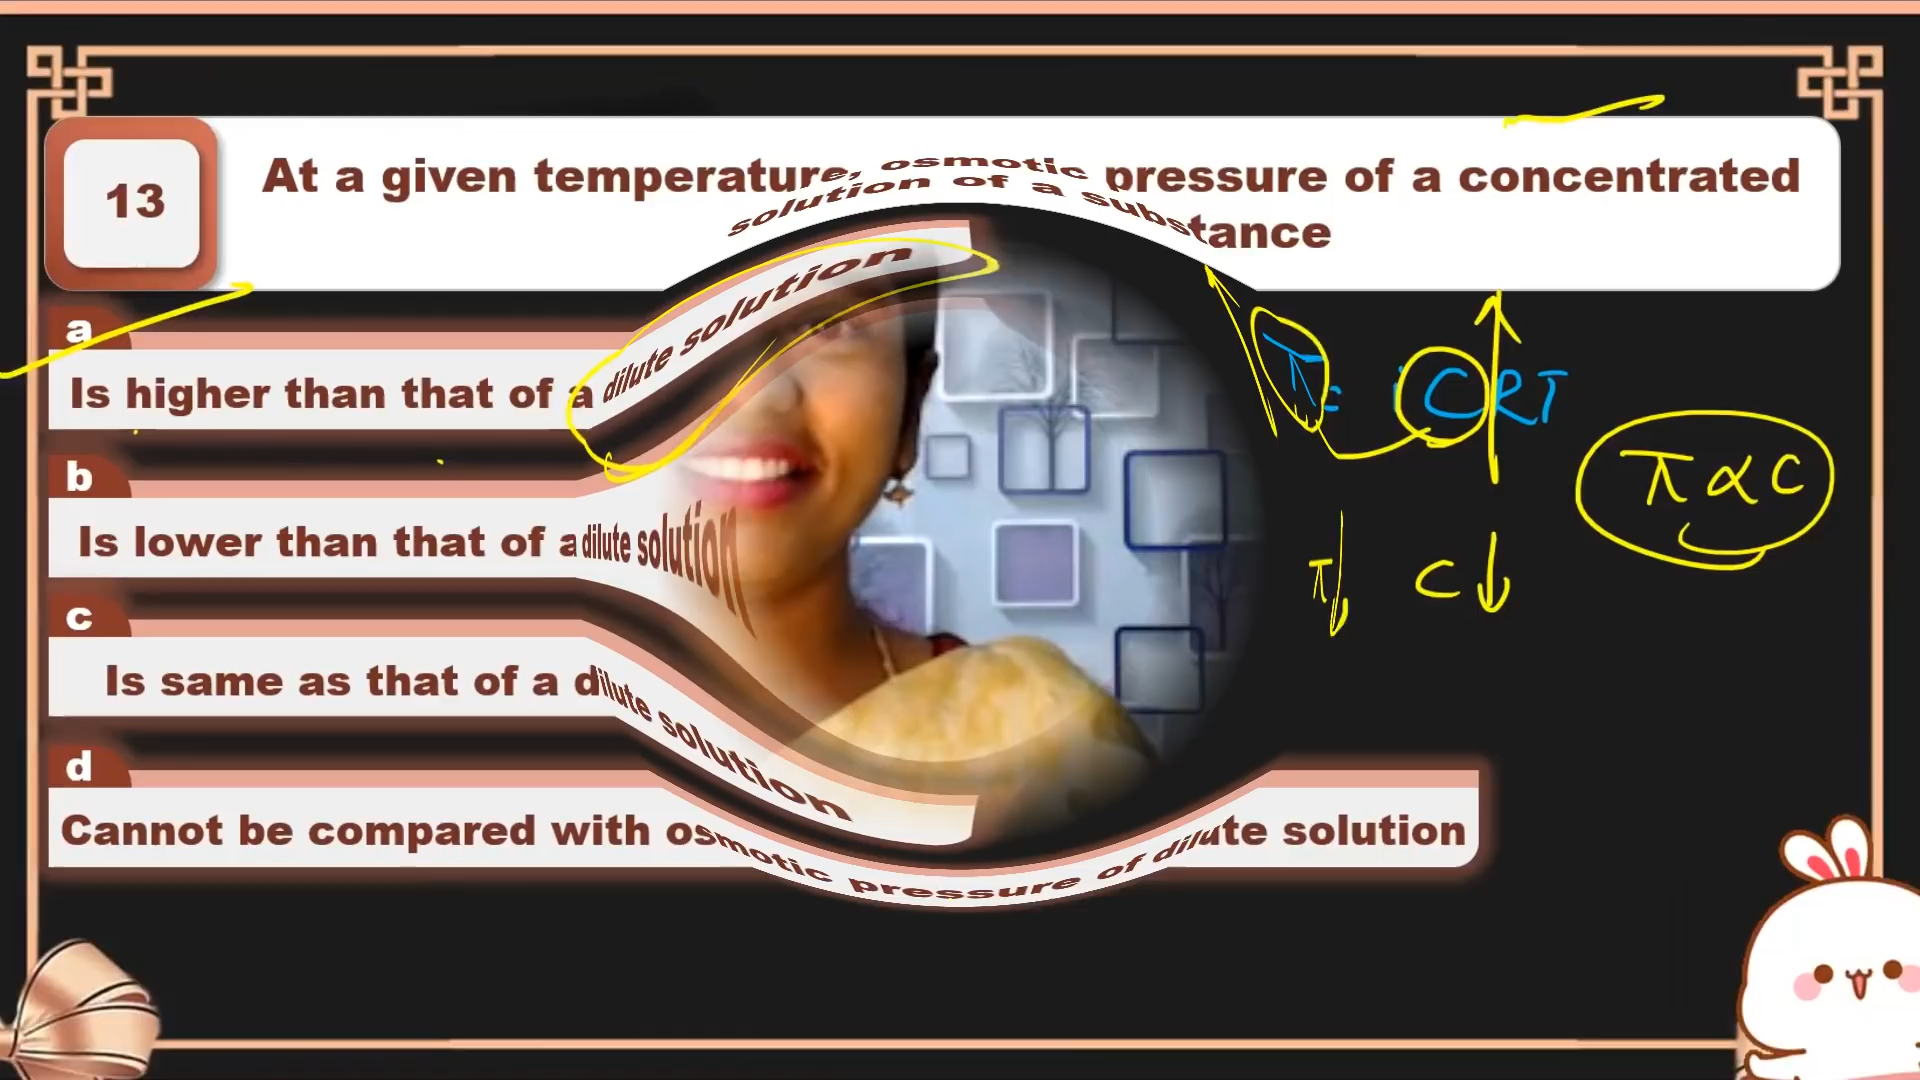 13
At a given temperature, osmotic pressure of a concentrated
solution of a substance
a
Is higher than that of a dilute solution
b
Is lower than that of a dilute solution
c
Is same as that of a dilute solution
d
Cannot be compared with osmotic pressure of dilute solution
π = iCRT
π ∝ C
π↓ C↓